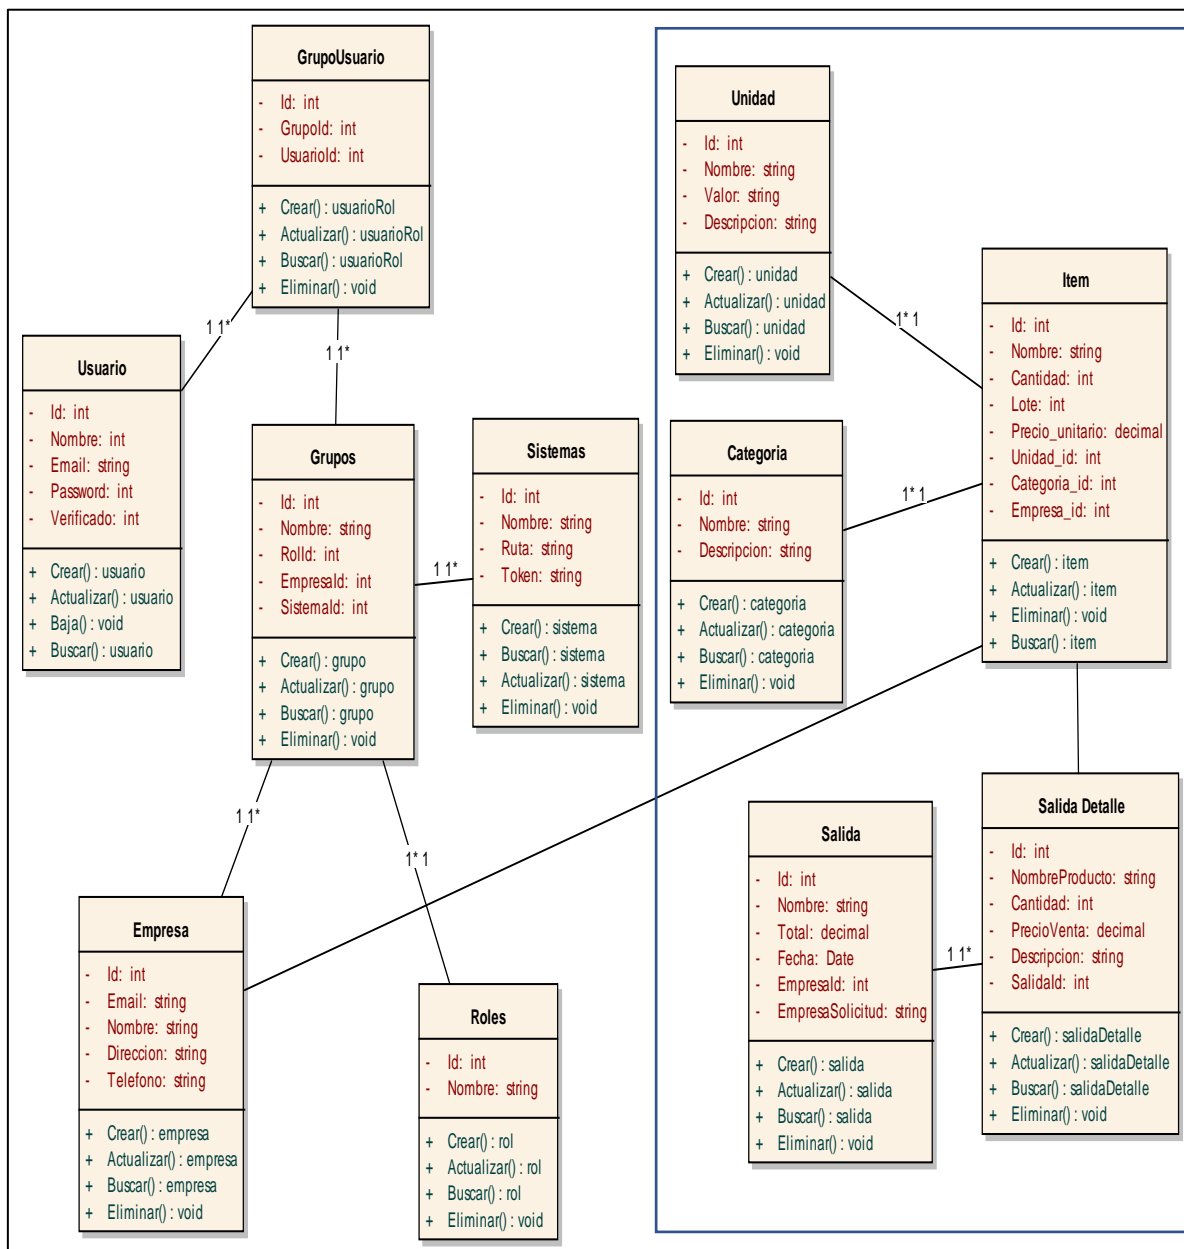 GrupoUsuario
- Id: int
- GrupoId: int
- UsuarioId: int
+ Crear() : usuarioRol
+ Actualizar() : usuarioRol
+ Buscar() : usuarioRol
+ Eliminar() : void
1 1*
1 1*
Usuario
- Id: int
- Nombre: int
- Email: string
- Password: int
- Verificado: int
+ Crear() : usuario
+ Actualizar() : usuario
+ Baja() : void
+ Buscar() : usuario
Grupos
- Id: int
- Nombre: string
- RolId: int
- EmpresaId: int
- SistemaId: int
+ Crear() : grupo
+ Actualizar() : grupo
+ Buscar() : grupo
+ Eliminar() : void
1 1*
Sistemas
- Id: int
- Nombre: string
- Ruta: string
- Token: string
+ Crear() : sistema
+ Buscar() : sistema
+ Actualizar() : sistema
+ Eliminar() : void
1 1*
1* 1
Empresa
- Id: int
- Email: string
- Nombre: string
- Direccion: string
- Telefono: string
+ Crear() : empresa
+ Actualizar() : empresa
+ Buscar() : empresa
+ Eliminar() : void
Roles
- Id: int
- Nombre: string
+ Crear() : rol
+ Actualizar() : rol
+ Buscar() : rol
+ Eliminar() : void
Unidad
- Id: int
- Nombre: string
- Valor: string
- Descripcion: string
+ Crear() : unidad
+ Actualizar() : unidad
+ Buscar() : unidad
+ Eliminar() : void
1* 1
Item
- Id: int
- Nombre: string
- Cantidad: int
- Lote: int
- Precio_unitario: decimal
- Unidad_id: int
- Categoria_id: int
- Empresa_id: int
+ Crear() : item
+ Actualizar() : item
+ Eliminar() : void
+ Buscar() : item
Categoria
- Id: int
- Nombre: string
- Descripcion: string
+ Crear() : categoria
+ Actualizar() : categoria
+ Buscar() : categoria
+ Eliminar() : void
1* 1
Salida
- Id: int
- Nombre: string
- Total: decimal
- Fecha: Date
- EmpresaId: int
- EmpresaSolicitud: string
+ Crear() : salida
+ Actualizar() : salida
+ Buscar() : salida
+ Eliminar() : void
1 1*
Salida Detalle
- Id: int
- NombreProducto: string
- Cantidad: int
- PrecioVenta: decimal
- Descripcion: string
- SalidaId: int
+ Crear() : salidaDetalle
+ Actualizar() : salidaDetalle
+ Buscar() : salidaDetalle
+ Eliminar() : void